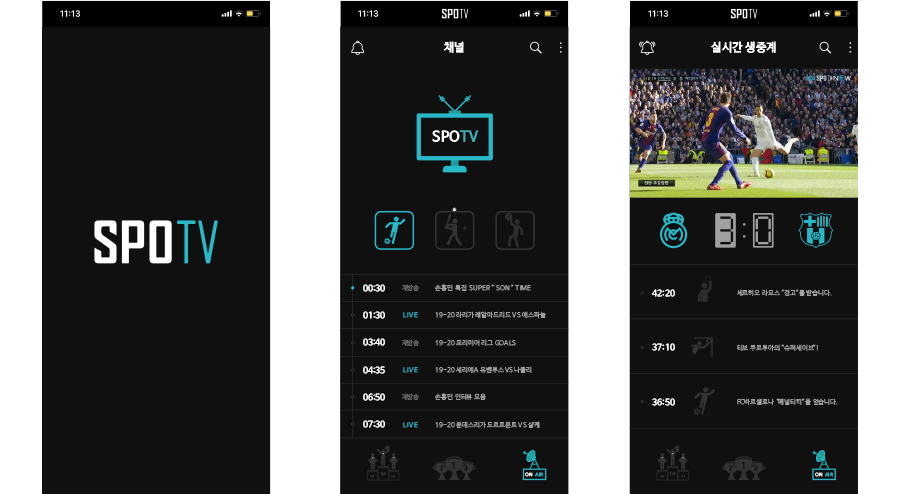 11:13
SPOTV
11:13
SPOTV
채널
SPOTV
00:30 재방송 손흥민 특집 SUPER " SON " TIME
01:30 LIVE 19-20 라리가 레알마드리드 VS 에스파뇰
03:40 재방송 19-20 프리미어 리그 GOALS
04:35 LIVE 19-20 세리에A 유벤투스 VS 나폴리
06:50 재방송 손흥민 인터뷰 모음
07:30 LIVE 19-20 분데스리가 도르트문트 VS 샬케
ON AIR
11:13
SPOTV
실시간 생중계
3:0
42:20 세르히오 라모스 "경고"를 받습니다.
37:10 티보 쿠르투아의 "슈퍼세이브"!
36:50 FC바르셀로나 "페널티킥"을 얻습니다.
ON AIR